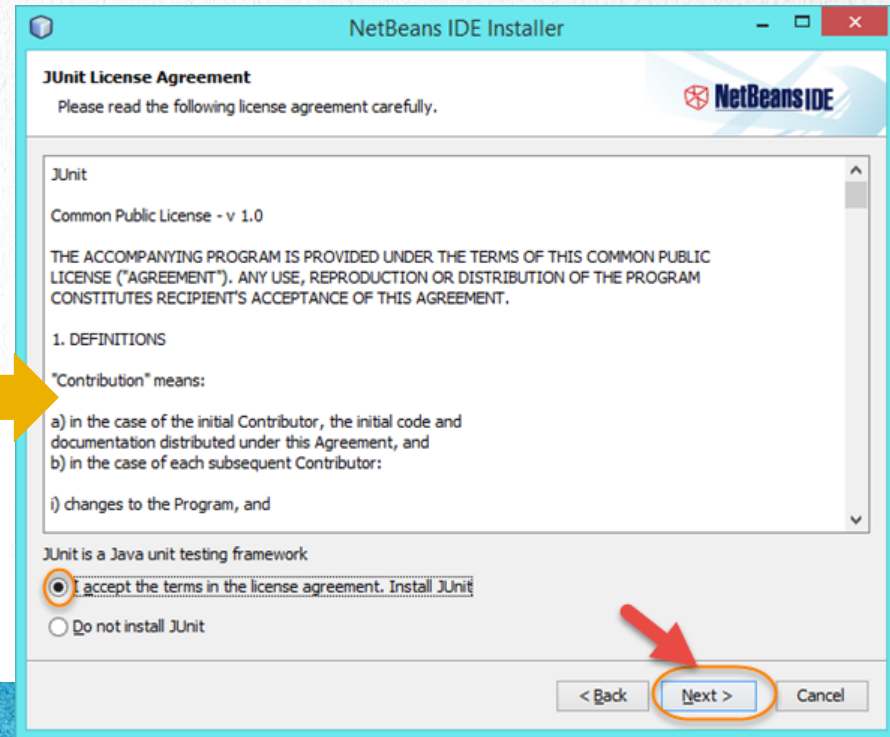 NetBeans IDE Installer
JUnit License Agreement
Please read the following license agreement carefully.
NetBeans IDE
JUnit
Common Public License - v 1.0
THE ACCOMPANYING PROGRAM IS PROVIDED UNDER THE TERMS OF THIS COMMON PUBLIC
LICENSE ("AGREEMENT"). ANY USE, REPRODUCTION OR DISTRIBUTION OF THE PROGRAM
CONSTITUTES RECIPIENT'S ACCEPTANCE OF THIS AGREEMENT.
1. DEFINITIONS
"Contribution" means:
a) in the case of the initial Contributor, the initial code and
documentation distributed under this Agreement, and
b) in the case of each subsequent Contributor:
i) changes to the Program, and
JUnit is a Java unit testing framework
I accept the terms in the license agreement. Install JUnit
Do not install JUnit
< Back Next > Cancel